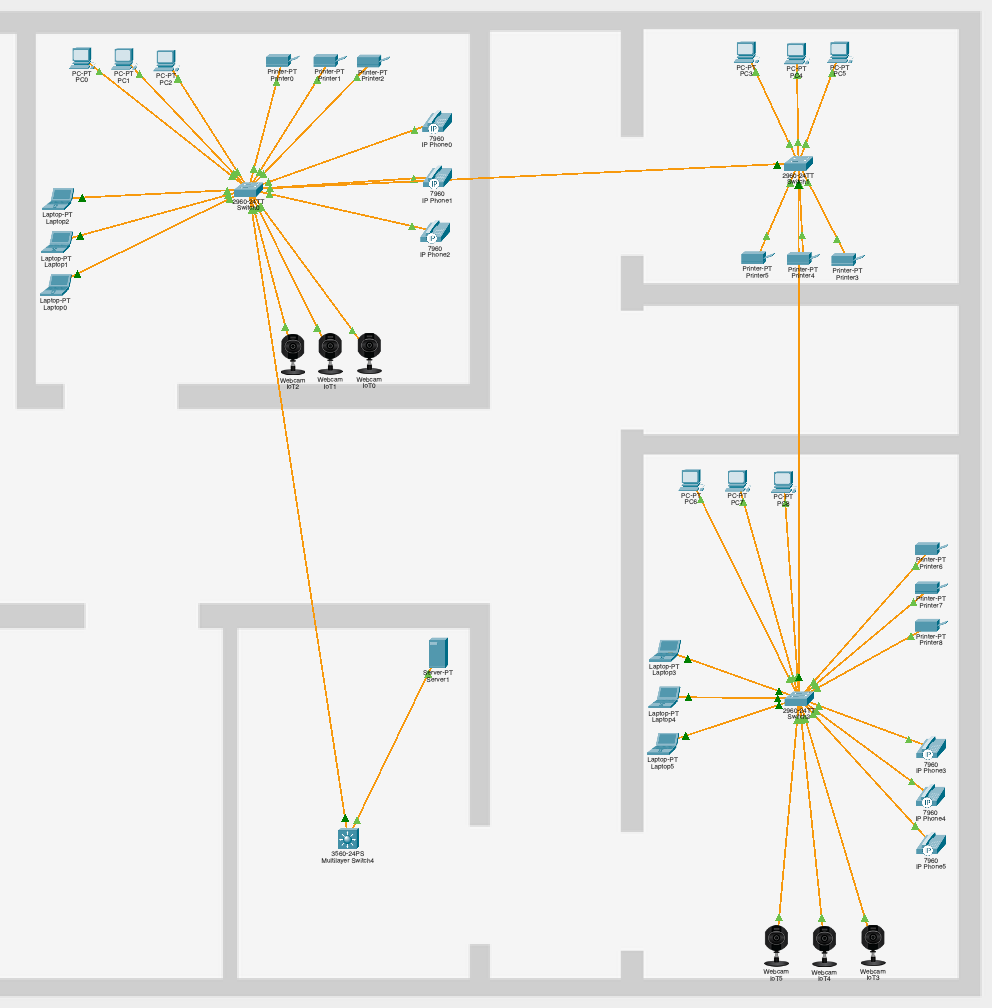 PC-PT
PC0
PC-PT
PC1
PC-PT
PC2
Printer-PT
Printer0
Printer-PT
Printer1
Printer-PT
Printer2
7960
IP Phone0
7960
IP Phone1
7960
IP Phone2
2960-24TT
Switch0
Laptop-PT
Laptop2
Laptop-PT
Laptop1
Laptop-PT
Laptop0
Webcam
IoT2
Webcam
IoT1
Webcam
IoT0
PC-PT
PC3
PC-PT
PC4
PC-PT
PC5
2960-24TT
Printer-PT
Printer5
Printer-PT
Printer4
Printer-PT
Printer3
Server-PT
Server1
3560-24PS
Multilayer Switch4
PC-PT
PC6
PC-PT
PC7
PC-PT
PC8
Printer-PT
Printer6
Printer-PT
Printer7
Printer-PT
Printer8
Laptop-PT
Laptop3
Laptop-PT
Laptop4
Laptop-PT
Laptop5
2960-24TT
7960
IP Phone3
7960
IP Phone4
7960
IP Phone5
Webcam
IoT5
Webcam
IoT4
Webcam
IoT3